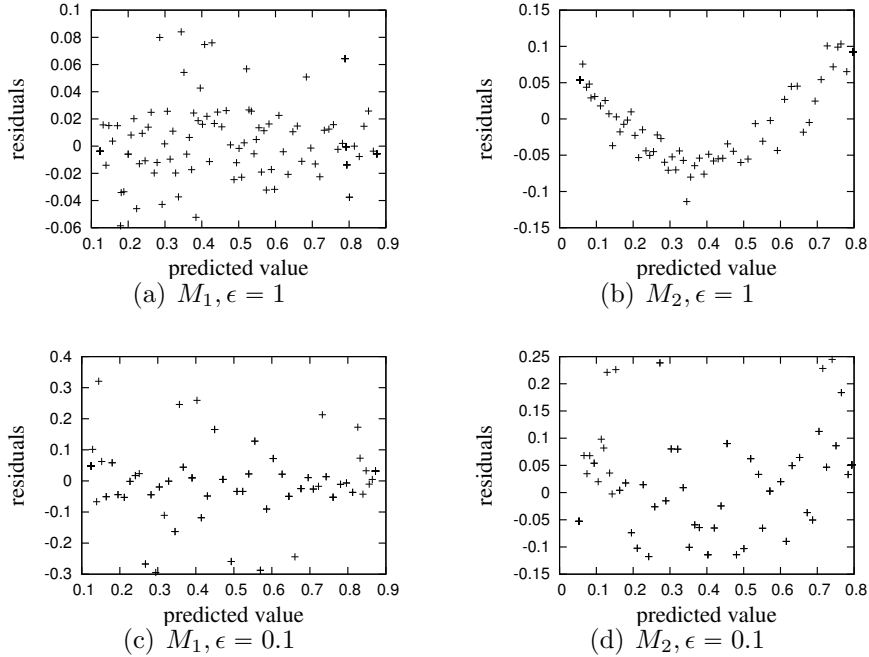 0.1
0.08
0.06
0.04
0.02
0
-0.02
-0.04
-0.06
residuals
0.1 0.2 0.3 0.4 0.5 0.6 0.7 0.8 0.9
predicted value
(a) M₁, ϵ = 1
0.15
0.1
0.05
0
-0.05
-0.1
-0.15
residuals
0 0.1 0.2 0.3 0.4 0.5 0.6 0.7 0.8
predicted value
(b) M₂, ϵ = 1
0.4
0.3
0.2
0.1
0
-0.1
-0.2
-0.3
residuals
0.1 0.2 0.3 0.4 0.5 0.6 0.7 0.8 0.9
predicted value
(c) M₁, ϵ = 0.1
0.25
0.2
0.15
0.1
0.05
0
-0.05
-0.1
-0.15
residuals
0 0.1 0.2 0.3 0.4 0.5 0.6 0.7 0.8
predicted value
(d) M₂, ϵ = 0.1